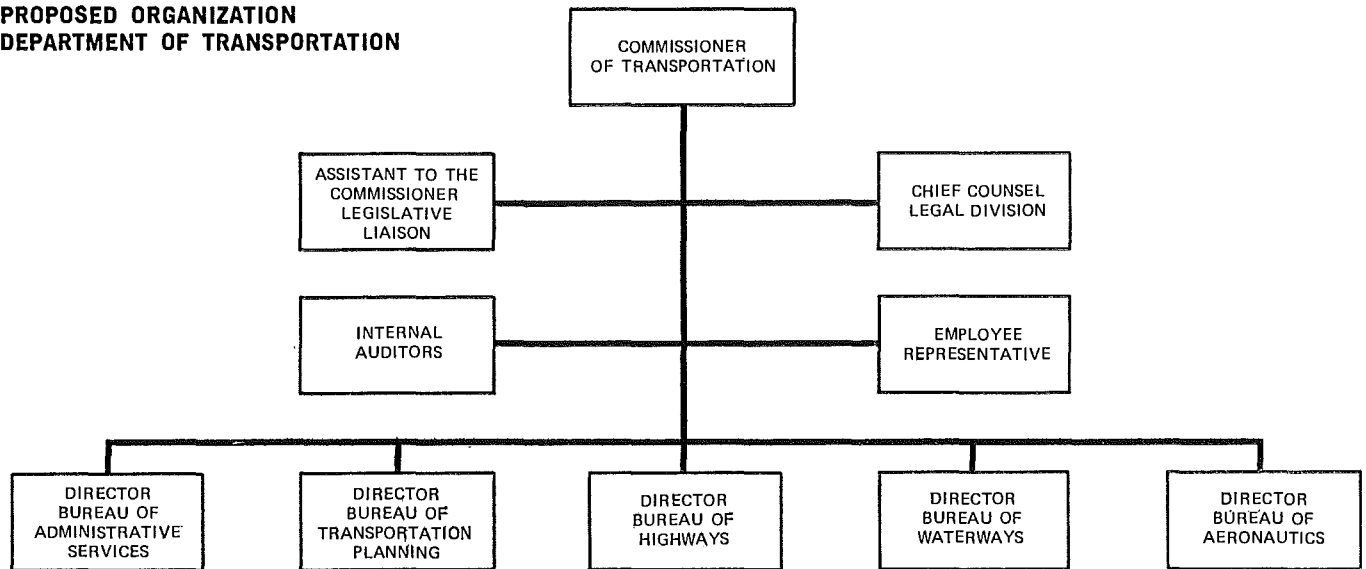 PROPOSED ORGANIZATION
DEPARTMENT OF TRANSPORTATION
COMMISSIONER
OF TRANSPORTATION
ASSISTANT TO THE
COMMISSIONER
LEGISLATIVE
LIAISON
CHIEF COUNSEL
LEGAL DIVISION
INTERNAL
AUDITORS
EMPLOYEE
REPRESENTATIVE
DIRECTOR
BUREAU OF
ADMINISTRATIVE
SERVICES
DIRECTOR
BUREAU OF
TRANSPORTATION
PLANNING
DIRECTOR
BUREAU OF
HIGHWAYS
DIRECTOR
BUREAU OF
WATERWAYS
DIRECTOR
BUREAU OF
AERONAUTICS